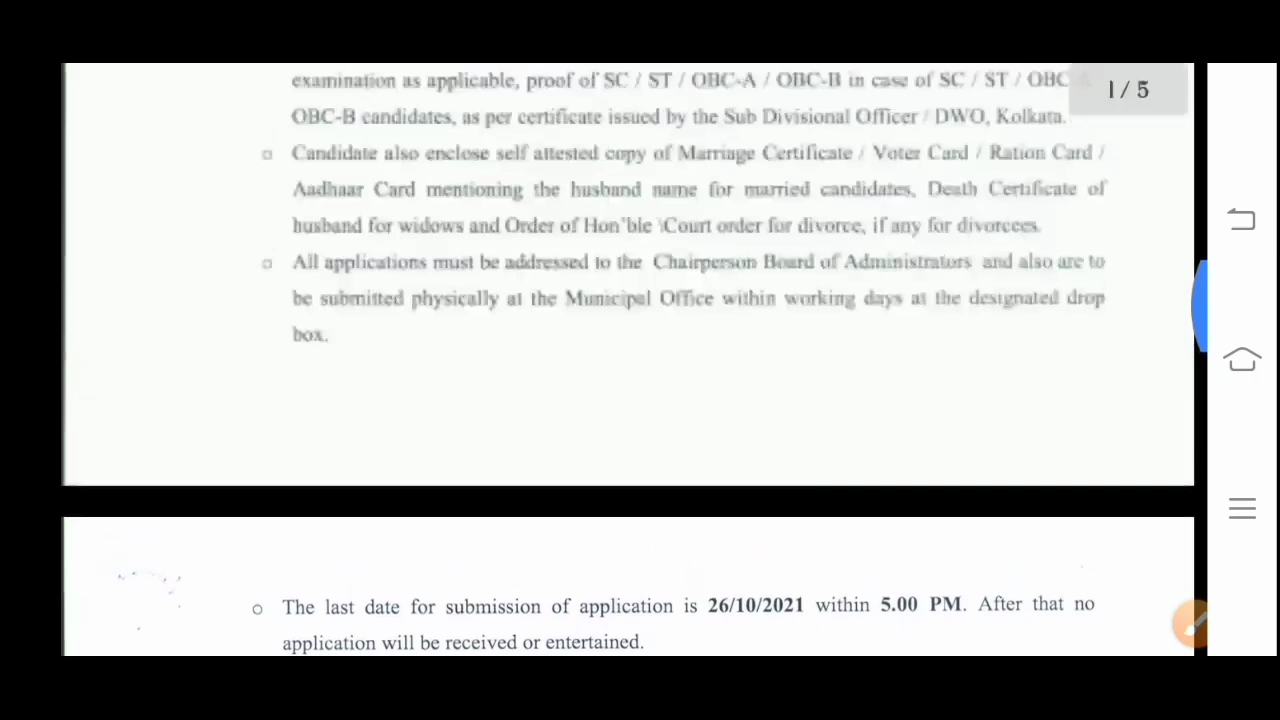 examination as applicable, proof of SC / ST / OBC-A / OBC-B in case of SC / ST / OBC
1 / 5
OBC-B candidates, as per certificate issued by the Sub Divisional Officer / DWO, Kolkata.
Candidate also enclose self attested copy of Marriage Certificate / Voter Card / Ration Card /
Aadhaar Card mentioning the husband name for married candidates, Death Certificate of
husband for widows and Order of Hon'ble \Court order for divorce, if any for divorcees.
All applications must be addressed to the Chairperson Board of Administrators and also are to
be submitted physically at the Municipal Office within working days at the designated drop
box.
The last date for submission of application is 26/10/2021 within 5.00 PM. After that no
application will be received or entertained.